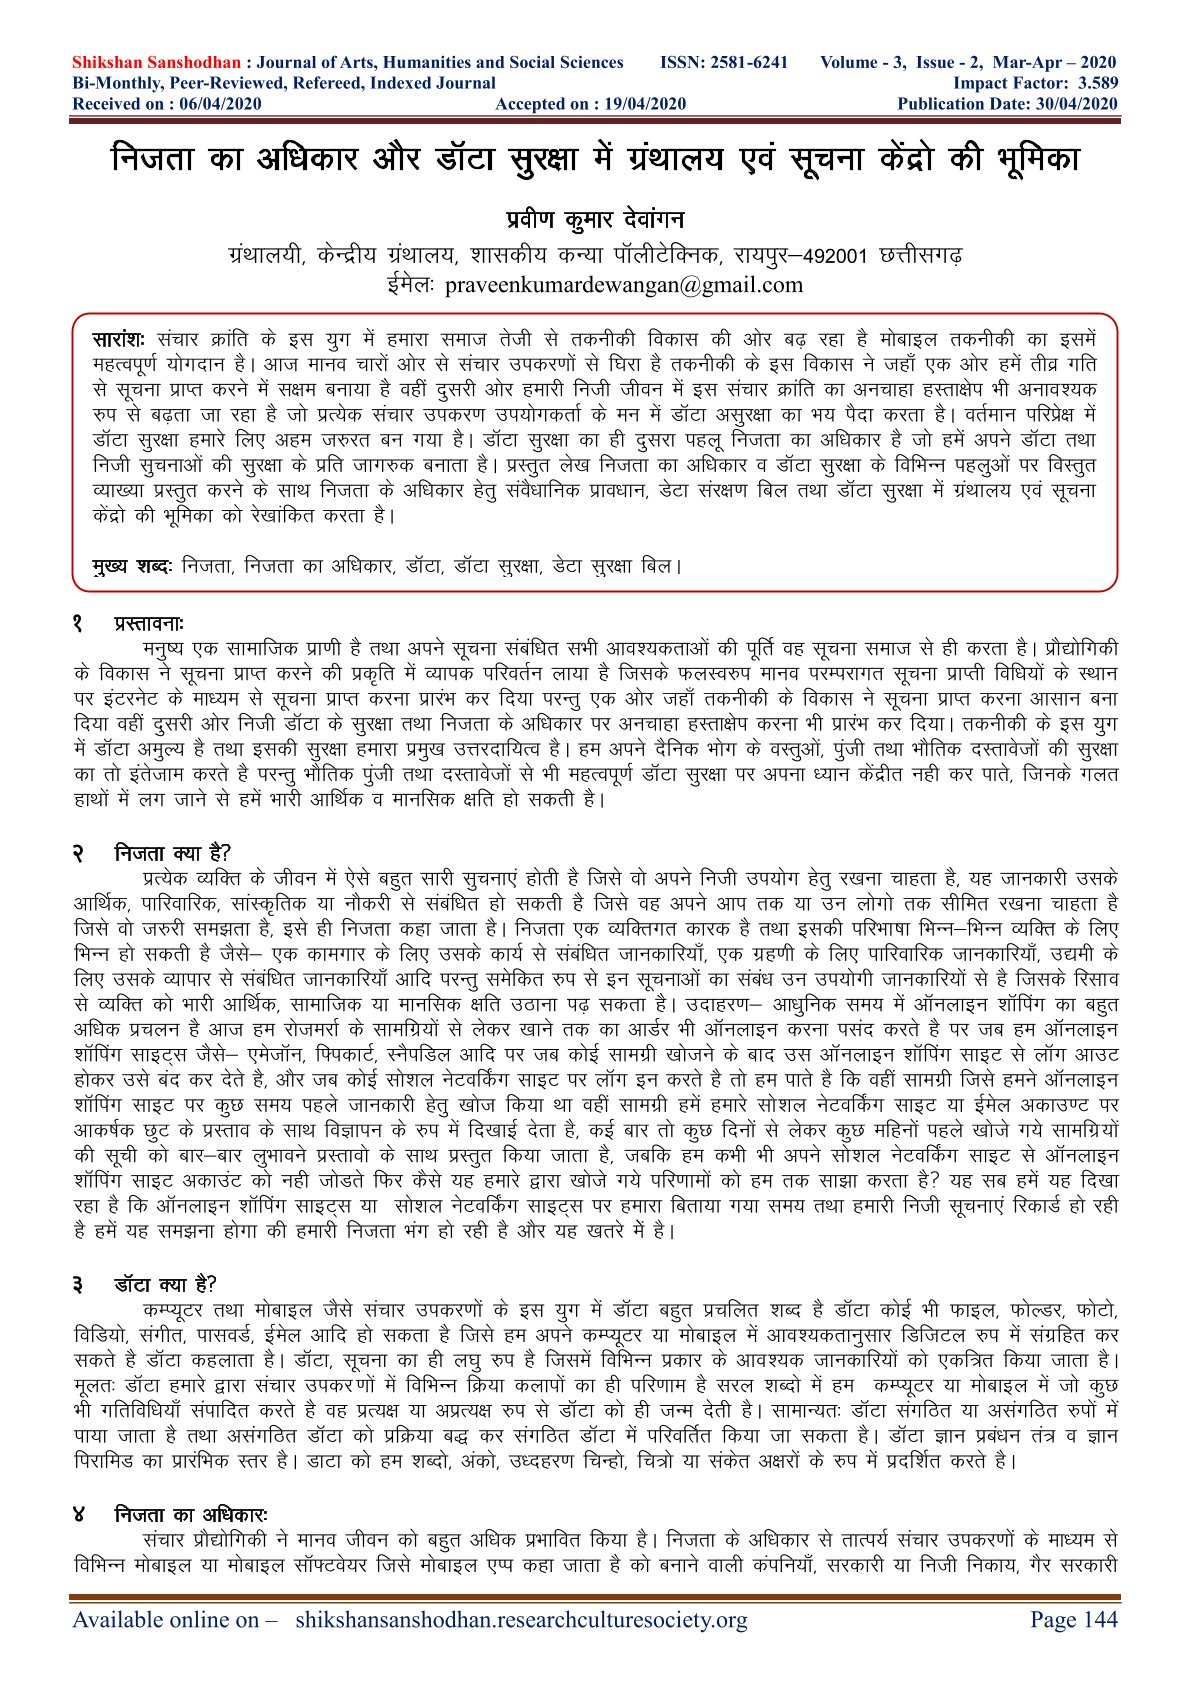 Shikshan Sanshodhan : Journal of Arts, Humanities and Social Sciences ISSN: 2581-6241 Volume - 3, Issue - 2, Mar-Apr – 2020
Bi-Monthly, Peer-Reviewed, Refereed, Indexed Journal Impact Factor: 3.589
Received on : 06/04/2020 Accepted on : 19/04/2020 Publication Date: 30/04/2020
निजता का अधिकार और डॉटा सुरक्षा में ग्रंथालय एवं सूचना केंद्रो की भूमिका
प्रवीण कुमार देवांगन
ग्रंथालयी, केन्द्रीय ग्रंथालय, शासकीय कन्या पॉलीटेक्निक, रायपुर–492001 छत्तीसगढ़
ईमेलः praveenkumardewangan@gmail.com
सारांशः संचार क्रांति के इस युग में हमारा समाज तेजी से तकनीकी विकास की ओर बढ़ रहा है मोबाइल तकनीकी का इसमें
महत्वपूर्ण योगदान है। आज मानव चारों ओर से संचार उपकरणों से घिरा है तकनीकी के इस विकास ने जहाँ एक ओर हमें तीव्र गति
से सूचना प्राप्त करने में सक्षम बनाया है वहीं दुसरी ओर हमारी निजी जीवन में इस संचार क्रांति का अनचाहा हस्ताक्षेप भी अनावश्यक
रुप से बढ़ता जा रहा है जो प्रत्येक संचार उपकरण उपयोगकर्ता के मन में डॉटा असुरक्षा का भय पैदा करता है। वर्तमान परिप्रेक्ष में
डॉटा सुरक्षा हमारे लिए अहम जरुरत बन गया है। डॉटा सुरक्षा का ही दुसरा पहलू निजता का अधिकार है जो हमें अपने डॉटा तथा
निजी सुचनाओं की सुरक्षा के प्रति जागरुक बनाता है। प्रस्तुत लेख निजता का अधिकार व डॉटा सुरक्षा के विभिन्न पहलुओं पर विस्तुत
व्याख्या प्रस्तुत करने के साथ निजता के अधिकार हेतु संवैधानिक प्रावधान, डेटा संरक्षण बिल तथा डॉटा सुरक्षा में ग्रंथालय एवं सूचना
केंद्रो की भूमिका को रेखांकित करता है।
मुख्य शब्दः निजता, निजता का अधिकार, डॉटा, डॉटा सुरक्षा, डेटा सुरक्षा बिल।
१ प्रस्तावनाः
मनुष्य एक सामाजिक प्राणी है तथा अपने सूचना संबंधित सभी आवश्यकताओं की पूर्ति वह सूचना समाज से ही करता है। प्रौद्योगिकी
के विकास ने सूचना प्राप्त करने की प्रकृति में व्यापक परिवर्तन लाया है जिसके फलस्वरुप मानव परम्परागत सूचना प्राप्ती विधियों के स्थान
पर इंटरनेट के माध्यम से सूचना प्राप्त करना प्रारंभ कर दिया परन्तु एक ओर जहाँ तकनीकी के विकास ने सूचना प्राप्त करना आसान बना
दिया वहीं दुसरी ओर निजी डॉटा के सुरक्षा तथा निजता के अधिकार पर अनचाहा हस्ताक्षेप करना भी प्रारंभ कर दिया। तकनीकी के इस युग
में डॉटा अमुल्य है तथा इसकी सुरक्षा हमारा प्रमुख उत्तरदायित्व है। हम अपने दैनिक भोग के वस्तुओं, पुंजी तथा भौतिक दस्तावेजों की सुरक्षा
का तो इंतेजाम करते है परन्तु भौतिक पुंजी तथा दस्तावेजों से भी महत्वपूर्ण डॉटा सुरक्षा पर अपना ध्यान केंद्रीत नही कर पाते, जिनके गलत
हाथों में लग जाने से हमें भारी आर्थिक व मानसिक क्षति हो सकती है।
२ निजता क्या है?
प्रत्येक व्यक्ति के जीवन में ऐसे बहुत सारी सुचनाएं होती है जिसे वो अपने निजी उपयोग हेतु रखना चाहता है, यह जानकारी उसके
आर्थिक, पारिवारिक, सांस्कृतिक या नौकरी से संबंधित हो सकती है जिसे वह अपने आप तक या उन लोगो तक सीमित रखना चाहता है
जिसे वो जरुरी समझता है, इसे ही निजता कहा जाता है। निजता एक व्यक्तिगत कारक है तथा इसकी परिभाषा भिन्न–भिन्न व्यक्ति के लिए
भिन्न हो सकती है जैसे– एक कामगार के लिए उसके कार्य से संबंधित जानकारियाँ, एक ग्रहणी के लिए पारिवारिक जानकारियाँ, उद्यमी के
लिए उसके व्यापार से संबंधित जानकारियाँ आदि परन्तु समेकित रुप से इन सूचनाओं का संबंध उन उपयोगी जानकारियों से है जिसके रिसाव
से व्यक्ति को भारी आर्थिक, सामाजिक या मानसिक क्षति उठाना पढ़ सकता है। उदाहरण– आधुनिक समय में ऑनलाइन शॉपिंग का बहुत
अधिक प्रचलन है आज हम रोजमर्रा के सामग्रियों से लेकर खाने तक का आर्डर भी ऑनलाइन करना पसंद करते है पर जब हम ऑनलाइन
शॉपिंग साइट्स जैसे– एमेजॉन, फ्पिकार्ट, स्नैपडिल आदि पर जब कोई सामग्री खोजने के बाद उस ऑनलाइन शॉपिंग साइट से लॉग आउट
होकर उसे बंद कर देते है, और जब कोई सोशल नेटवर्किंग साइट पर लॉग इन करते है तो हम पाते है कि वहीं सामग्री जिसे हमने ऑनलाइन
शॉपिंग साइट पर कुछ समय पहले जानकारी हेतु खोज किया था वहीं सामग्री हमें हमारे सोशल नेटवर्किंग साइट या ईमेल अकाउण्ट पर
आकर्षक छुट के प्रस्ताव के साथ विज्ञापन के रुप में दिखाई देता है, कई बार तो कुछ दिनों से लेकर कुछ महिनों पहले खोजे गये सामग्रियों
की सूची को बार–बार लुभावने प्रस्तावो के साथ प्रस्तुत किया जाता है, जबकि हम कभी भी अपने सोशल नेटवर्किंग साइट से ऑनलाइन
शॉपिंग साइट अकाउंट को नही जोडते फिर कैसे यह हमारे द्वारा खोजे गये परिणामों को हम तक साझा करता है? यह सब हमें यह दिखा
रहा है कि ऑनलाइन शॉपिंग साइट्स या सोशल नेटवर्किंग साइट्स पर हमारा बिताया गया समय तथा हमारी निजी सूचनाएं रिकार्ड हो रही
है हमें यह समझना होगा की हमारी निजता भंग हो रही है और यह खतरे में है।
३ डॉटा क्या है?
कम्प्यूटर तथा मोबाइल जैसे संचार उपकरणों के इस युग में डॉटा बहुत प्रचलित शब्द है डॉटा कोई भी फाइल, फोल्डर, फोटो,
विडियो, संगीत, पासवर्ड, ईमेल आदि हो सकता है जिसे हम अपने कम्प्यूटर या मोबाइल में आवश्यकतानुसार डिजिटल रुप में संग्रहित कर
सकते है डॉटा कहलाता है। डॉटा, सूचना का ही लघु रुप है जिसमें विभिन्न प्रकार के आवश्यक जानकारियों को एकत्रित किया जाता है।
मूलतः डॉटा हमारे द्वारा संचार उपकरणों में विभिन्न क्रिया कलापों का ही परिणाम है सरल शब्दो में हम कम्प्यूटर या मोबाइल में जो कुछ
भी गतिविधियाँ संपादित करते है वह प्रत्यक्ष या अप्रत्यक्ष रुप से डॉटा को ही जन्म देती है। सामान्यतः डॉटा संगठित या असंगठित रुपों में
पाया जाता है तथा असंगठित डॉटा को प्रक्रिया बद्ध कर संगठित डॉटा में परिवर्तित किया जा सकता है। डॉटा ज्ञान प्रबंधन तंत्र व ज्ञान
पिरामिड का प्रारंभिक स्तर है। डाटा को हम शब्दो, अंको, उध्दहरण चिन्हो, चित्रो या संकेत अक्षरों के रुप में प्रदर्शित करते है।
४ निजता का अधिकारः
संचार प्रौद्योगिकी ने मानव जीवन को बहुत अधिक प्रभावित किया है। निजता के अधिकार से तात्पर्य संचार उपकरणों के माध्यम से
विभिन्न मोबाइल या मोबाइल सॉफ्टवेयर जिसे मोबाइल एप्प कहा जाता है को बनाने वाली कंपनियाँ, सरकारी या निजी निकाय, गैर सरकारी
Available online on – shikshansanshodhan.researchculturesociety.org Page 144